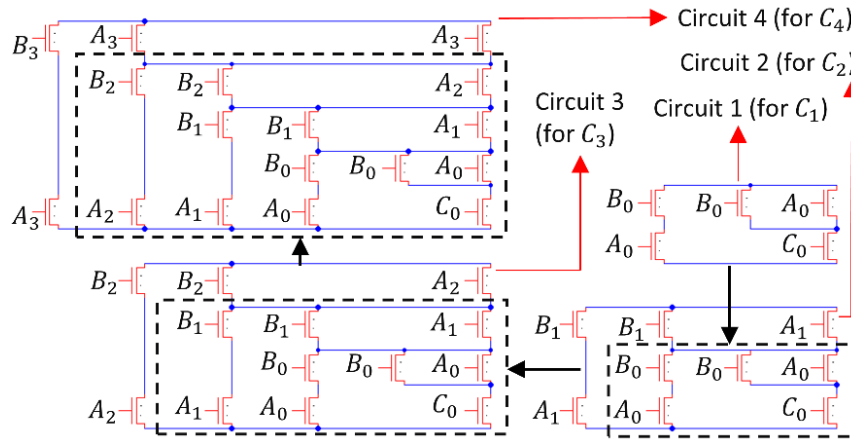 Circuit 4 (for C₄)
B₃ A₃ A₃
Circuit 2 (for C₂)
B₂ B₂ A₂
Circuit 3
(for C₃)
Circuit 1 (for C₁)
B₁ B₁ A₁
B₀ B₀ A₀
A₃ A₂ A₁ A₀ C₀
B₀ B₀ A₀
A₀ C₀
B₂ B₂ A₂
B₁ B₁ A₁
B₀ B₀ A₀
A₂ A₁ A₀ C₀
B₁ B₁ A₁
B₀ B₀ A₀
A₁ A₀ C₀